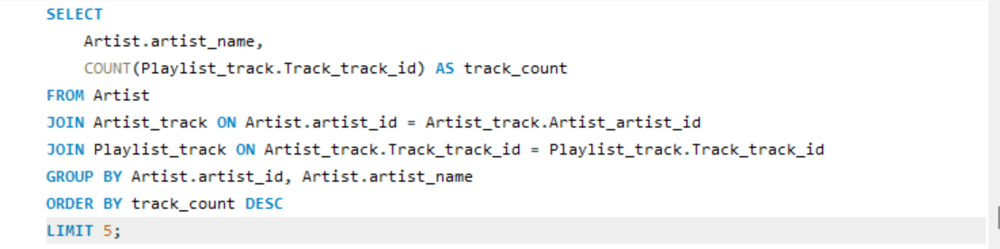 SELECT
    Artist.artist_name,
    COUNT(Playlist_track.Track_track_id) AS track_count
FROM Artist
JOIN Artist_track ON Artist.artist_id = Artist_track.Artist_artist_id
JOIN Playlist_track ON Artist_track.Track_track_id = Playlist_track.Track_track_id
GROUP BY Artist.artist_id, Artist.artist_name
ORDER BY track_count DESC
LIMIT 5;